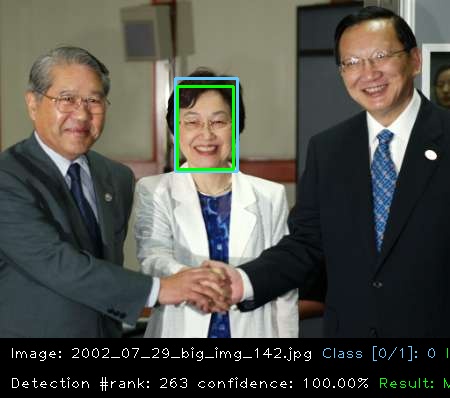 Image: 2002_07_29_big_img_142.jpg Class [0/1]: 0
Detection #rank: 263 confidence: 100.00% Result: